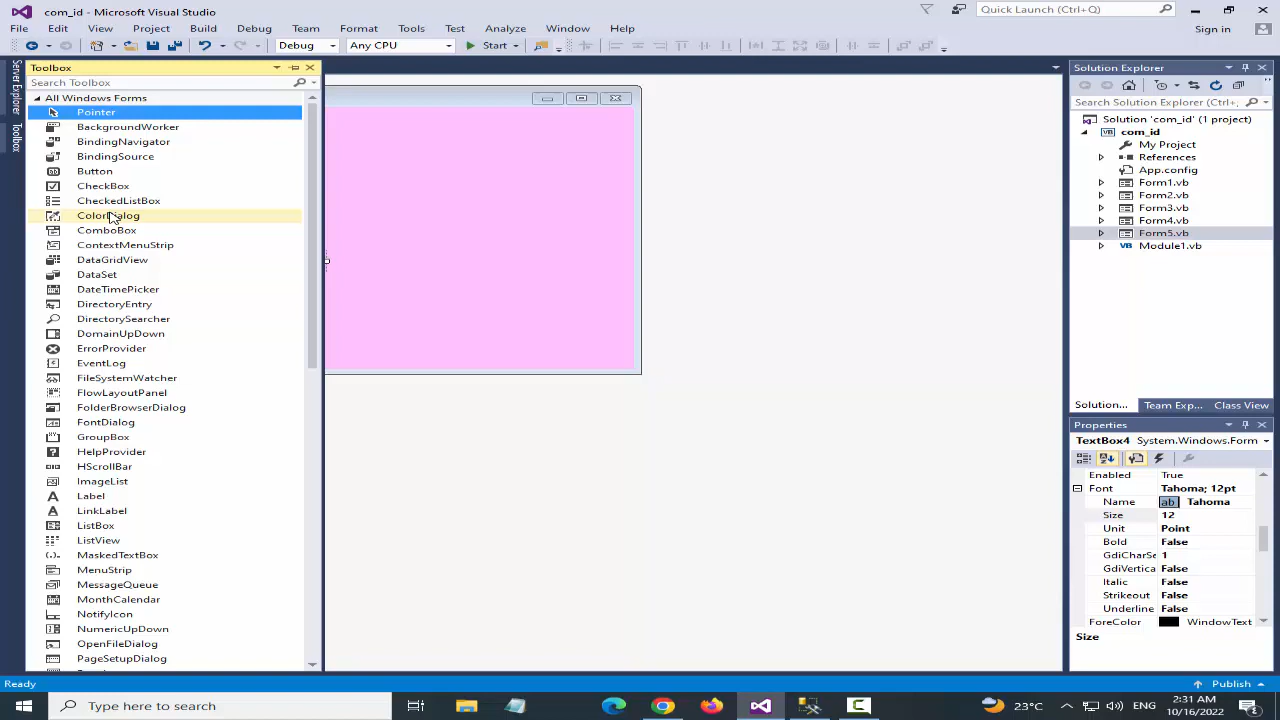 com_id - Microsoft Visual Studio
Quick Launch (Ctrl+Q)
File Edit View Project Build Debug Team Format Tools Test Analyze Window Help
Sign in
Debug Any CPU Start
Server Explorer
Toolbox
Toolbox
Search Toolbox
All Windows Forms
Pointer
BackgroundWorker
BindingNavigator
BindingSource
Button
CheckBox
CheckedListBox
ColorDialog
ComboBox
ContextMenuStrip
DataGridView
DataSet
DateTimePicker
DirectoryEntry
DirectorySearcher
DomainUpDown
ErrorProvider
EventLog
FileSystemWatcher
FlowLayoutPanel
FolderBrowserDialog
FontDialog
GroupBox
HelpProvider
HScrollBar
ImageList
Label
LinkLabel
ListBox
ListView
MaskedTextBox
MenuStrip
MessageQueue
MonthCalendar
NotifyIcon
NumericUpDown
OpenFileDialog
PageSetupDialog
Solution Explorer
Search Solution Explorer (Ctrl+,
Solution 'com_id' (1 project)
VB com_id
My Project
References
App.config
Form1.vb
Form2.vb
Form3.vb
Form4.vb
Form5.vb
VB Module1.vb
Solution... Team Exp... Class View
Properties
TextBox4 System.Windows.Form
Enabled True
Font Tahoma; 12pt
Name ab Tahoma
Size 12
Unit Point
Bold False
GdiCharSe 1
GdiVertica False
Italic False
Strikeout False
Underline False
ForeColor WindowText
Size
Ready
Publish
Type here to search
23°C
ENG
2:31 AM
10/16/2022
2